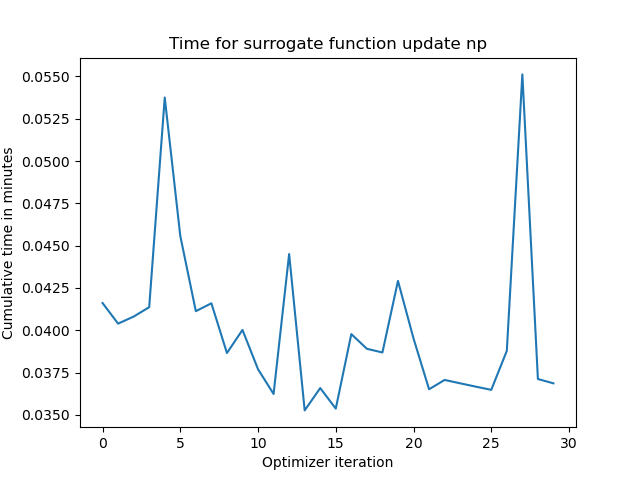 Time for surrogate function update np
0.0550
0.0525
0.0500
0.0475
0.0450
0.0425
0.0400
0.0375
0.0350
Cumulative time in minutes
0 5 10 15 20 25 30
Optimizer iteration